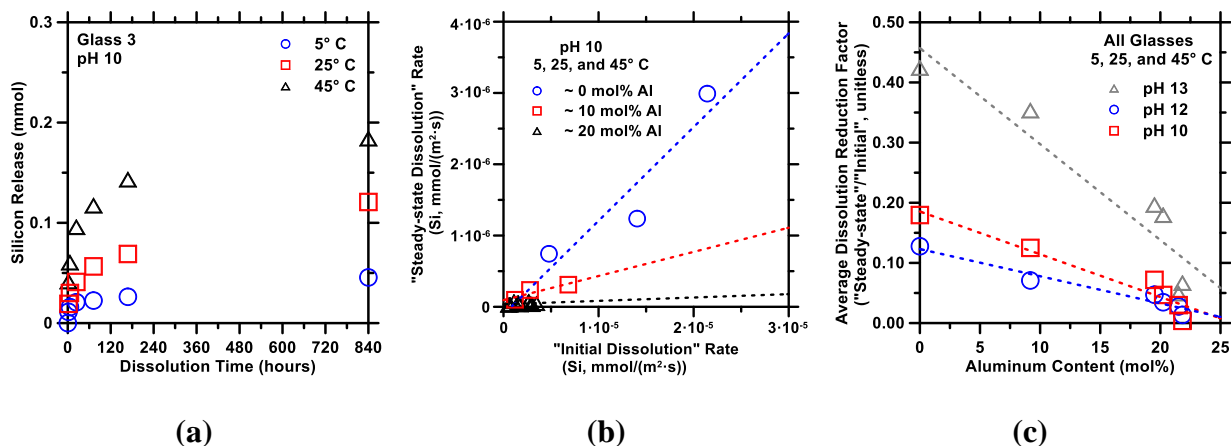 Glass 3
pH 10
5° C
25° C
45° C
0.3
0.2
0.1
0
Silicon Release (mmol)
0 120 240 360 480 600 720 840
Dissolution Time (hours)
(a)
pH 10
5, 25, and 45° C
~ 0 mol% Al
~ 10 mol% Al
~ 20 mol% Al
4·10⁻⁶
3·10⁻⁶
2·10⁻⁶
1·10⁻⁶
0
"Steady-state Dissolution" Rate
(Si, mmol/(m²·s))
0 1·10⁻⁵ 2·10⁻⁵ 3·10⁻⁵
"Initial Dissolution" Rate
(Si, mmol/(m²·s))
(b)
All Glasses
5, 25, and 45° C
pH 13
pH 12
pH 10
0.50
0.40
0.30
0.20
0.10
0.00
Average Dissolution Reduction Factor
("Steady-state"/"Initial", unitless)
0 5 10 15 20 25
Aluminum Content (mol%)
(c)